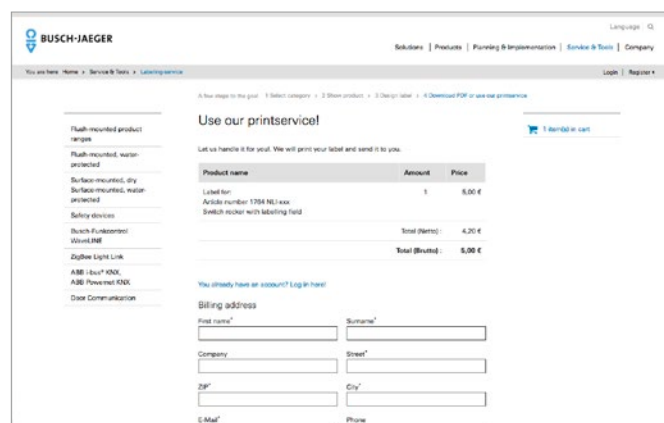 Language
BUSCH-JAEGER
Solutions | Products | Planning & Implementation | Service & Tools | Company
You are here Home › Service & Tools › Labeling service
Login | Register
A few steps to the goal 1 Select category › 2 Show product › 3 Design label › 4 Download PDF or use our printservice
Flush-mounted product
ranges
Flush-mounted, water-
protected
Surface-mounted, dry
Surface-mounted, water-
protected
Safety devices
Busch-Funkcontrol
WaveLINE
ZigBee Light Link
ABB i-bus® KNX,
ABB Powernet KNX
Door Communication
Use our printservice!
1 item(s) in cart
Let us handle it for you!. We will print your label and send it to you.
Product name Amount Price
Label for: 1 5,00 €
Article number 1764 NLI-xxx
Switch rocker with labelling field
Total (Netto) : 4,20 €
Total (Brutto) : 5,00 €
You already have an account? Log in here!
Billing address
First name* Surname*
Company Street*
ZIP* City*
E-Mail* Phone